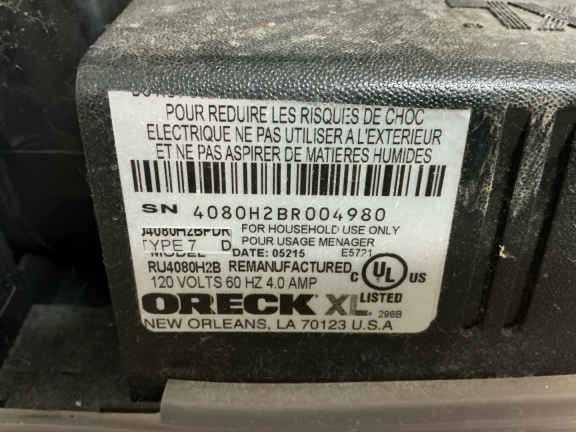 POUR REDUIRE LES RISQUES DE CHOC
ELECTRIQUE NE PAS UTILISER A L'EXTERIEUR
ET NE PAS ASPIRER DE MATIERES HUMIDES
SN 4080H2BR004980
FOR HOUSEHOLD USE ONLY
TYPE 7 D POUR USAGE MENAGER
MODEL DATE: 05215 E5721
RU4080H2B REMANUFACTURED
120 VOLTS 60 HZ 4.0 AMP
C UL US
LISTED
298B
ORECK XL
NEW ORLEANS, LA 70123 U.S.A